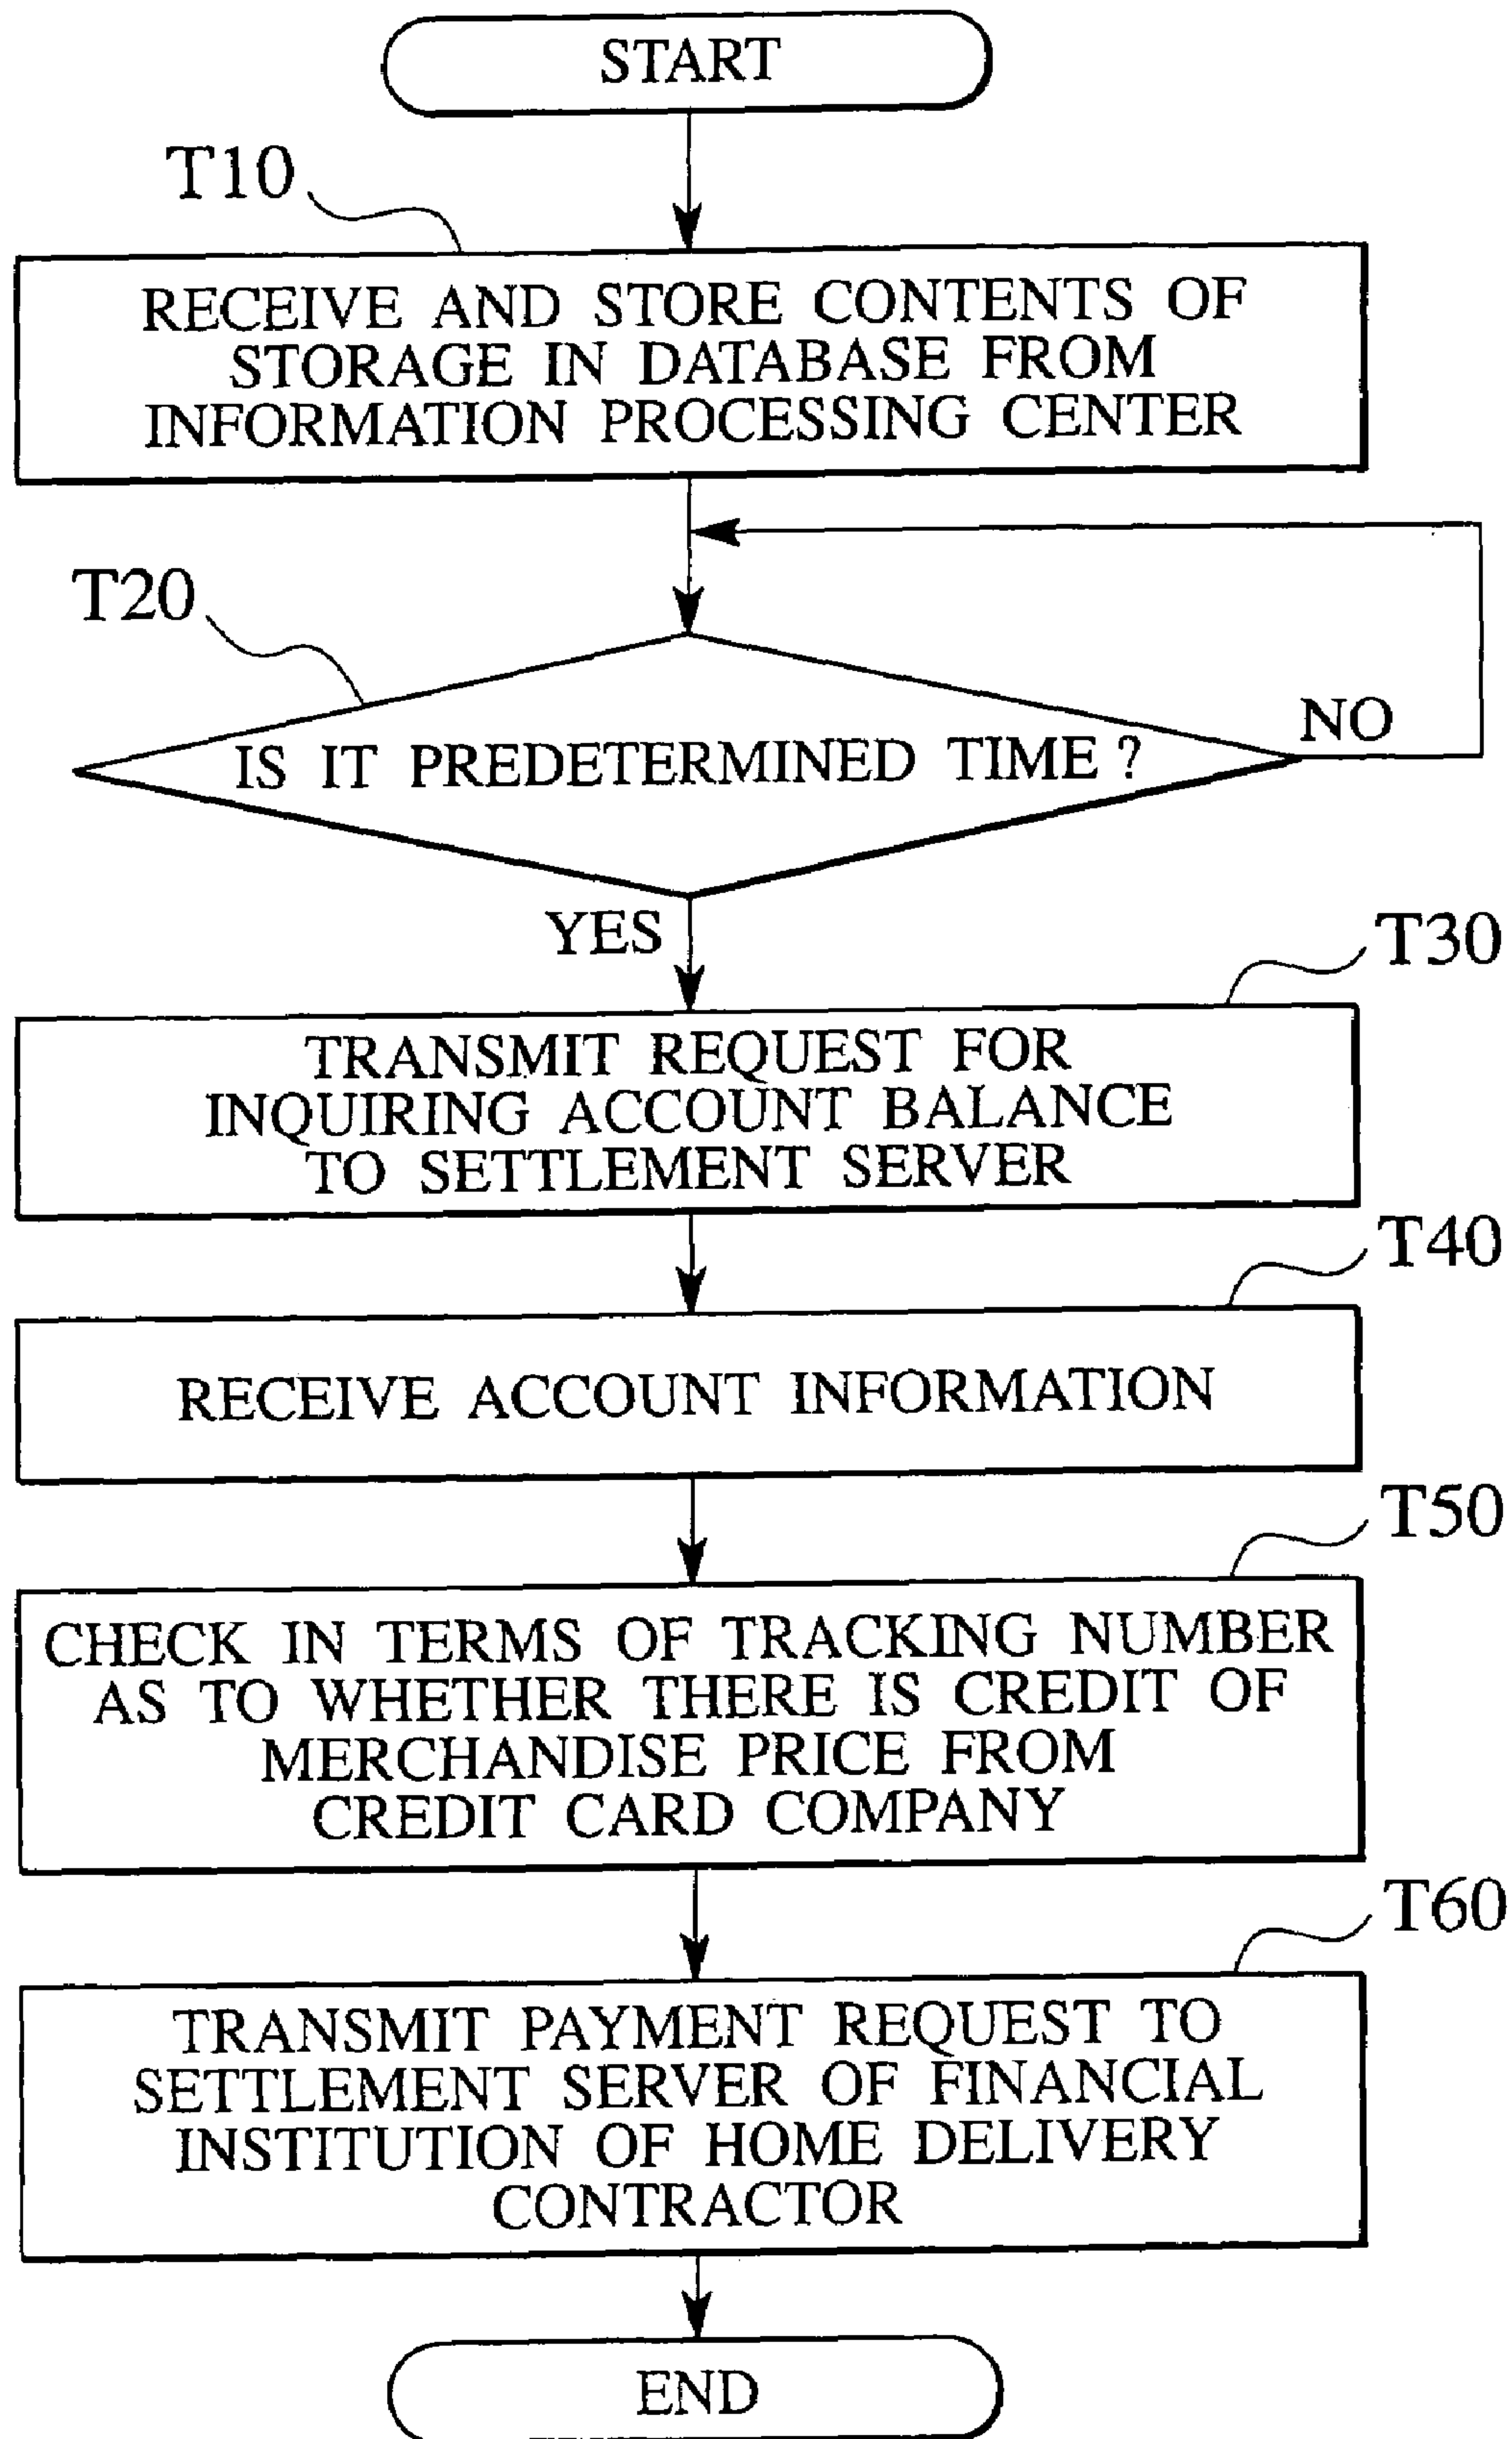 START
T10
RECEIVE AND STORE CONTENTS OF
STORAGE IN DATABASE FROM
INFORMATION PROCESSING CENTER
T20
IS IT PREDETERMINED TIME ?
NO
YES
T30
TRANSMIT REQUEST FOR
INQUIRING ACCOUNT BALANCE
TO SETTLEMENT SERVER
T40
RECEIVE ACCOUNT INFORMATION
T50
CHECK IN TERMS OF TRACKING NUMBER
AS TO WHETHER THERE IS CREDIT OF
MERCHANDISE PRICE FROM
CREDIT CARD COMPANY
T60
TRANSMIT PAYMENT REQUEST TO
SETTLEMENT SERVER OF FINANCIAL
INSTITUTION OF HOME DELIVERY
CONTRACTOR
END